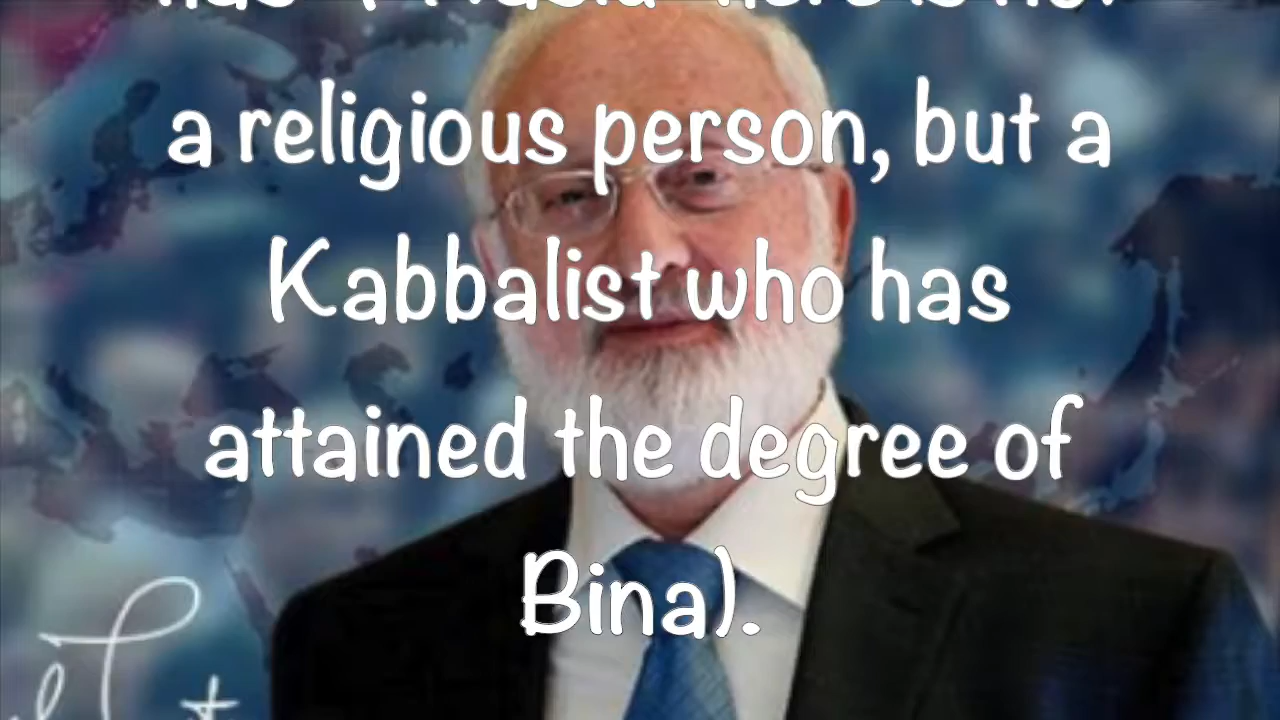 a religious person, but a
Kabbalist who has
attained the degree of
Bina).